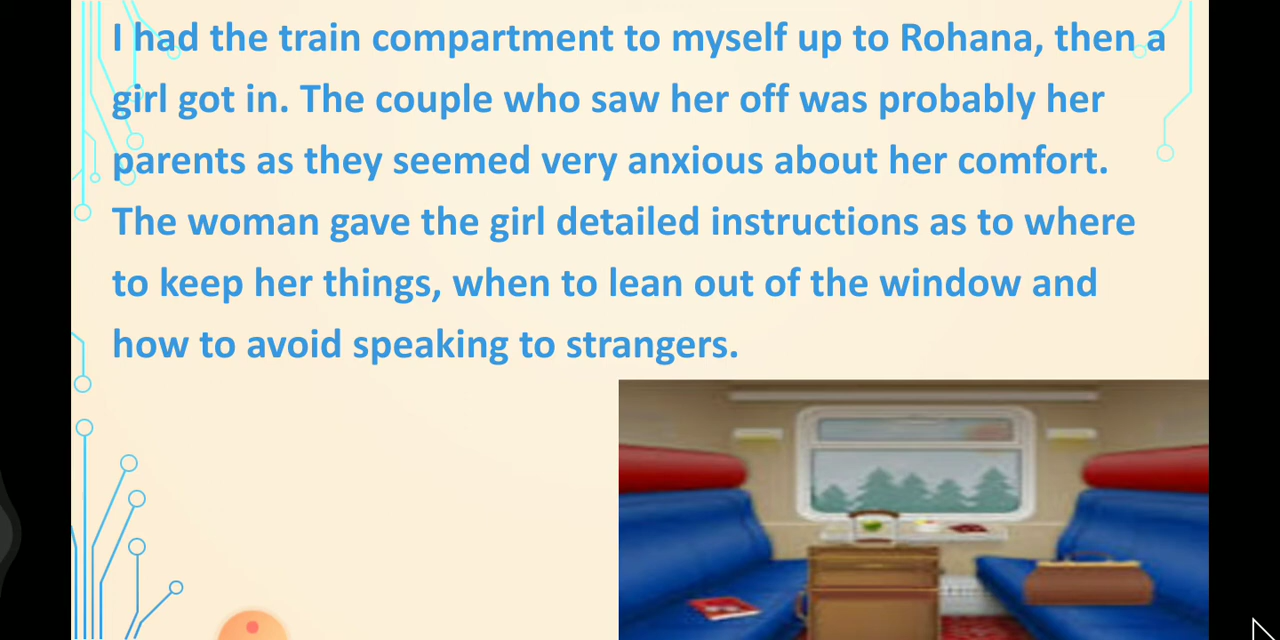 I had the train compartment to myself up to Rohana, then a
girl got in. The couple who saw her off was probably her
parents as they seemed very anxious about her comfort.
The woman gave the girl detailed instructions as to where
to keep her things, when to lean out of the window and
how to avoid speaking to strangers.